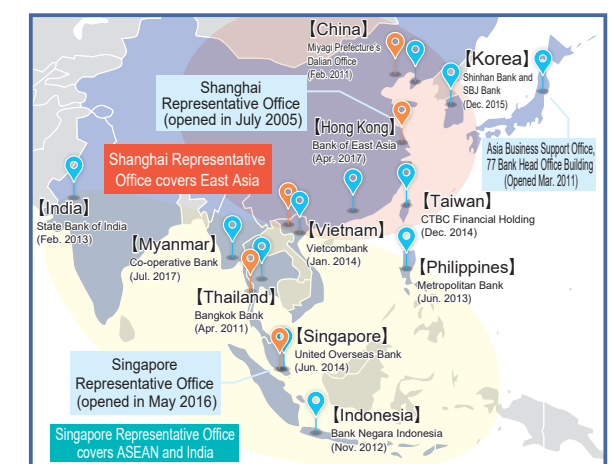 【China】
Miyagi Prefecture's
Dalian Office
(Feb. 2011)
【Korea】
Shinhan Bank and
SBJ Bank
(Dec. 2015)
Shanghai
Representative Office
(opened in July 2005)
【Hong Kong】
Bank of East Asia
(Apr. 2017)
Asia Business Support Office,
77 Bank Head Office Building
(Opened Mar. 2011)
Shanghai Representative
Office covers East Asia
【India】
State Bank of India
(Feb. 2013)
【Taiwan】
CTBC Financial Holding
(Dec. 2014)
【Myanmar】
Co-operative Bank
(Jul. 2017)
【Vietnam】
Vietcombank
(Jan. 2014)
【Philippines】
Metropolitan Bank
(Jun. 2013)
【Thailand】
Bangkok Bank
(Apr. 2011)
【Singapore】
United Overseas Bank
(Jun. 2014)
Singapore
Representative Office
(opened in May 2016)
【Indonesia】
Bank Negara Indonesia
(Nov. 2012)
Singapore Representative Office
covers ASEAN and India